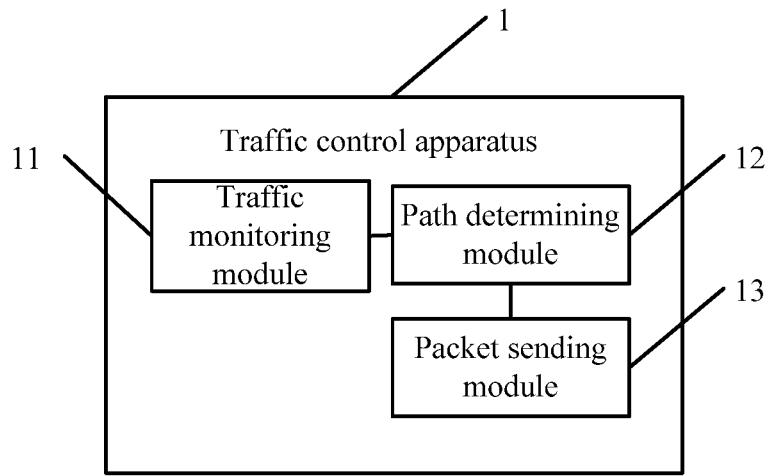 1
Traffic control apparatus
11
12
Traffic
monitoring
module
Path determining
module
13
Packet sending
module